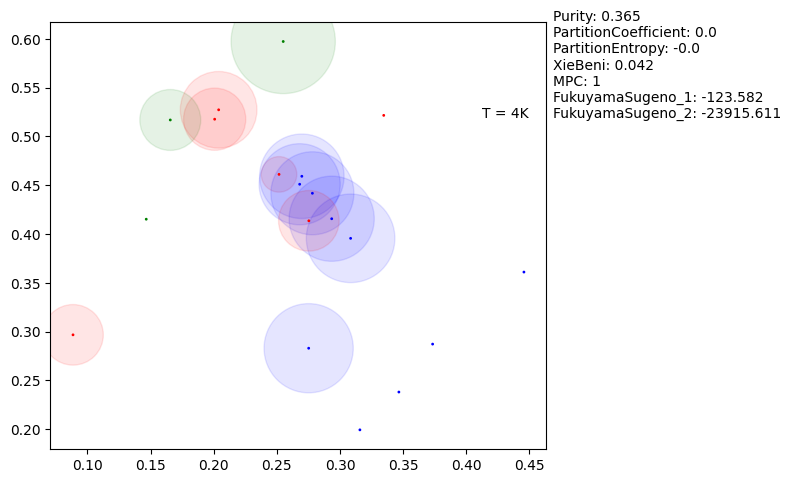 Purity: 0.365
PartitionCoefficient: 0.0
PartitionEntropy: -0.0
XieBeni: 0.042
MPC: 1
FukuyamaSugeno_1: -123.582
FukuyamaSugeno_2: -23915.611
T = 4K
0.60
0.55
0.50
0.45
0.40
0.35
0.30
0.25
0.20
0.10 0.15 0.20 0.25 0.30 0.35 0.40 0.45